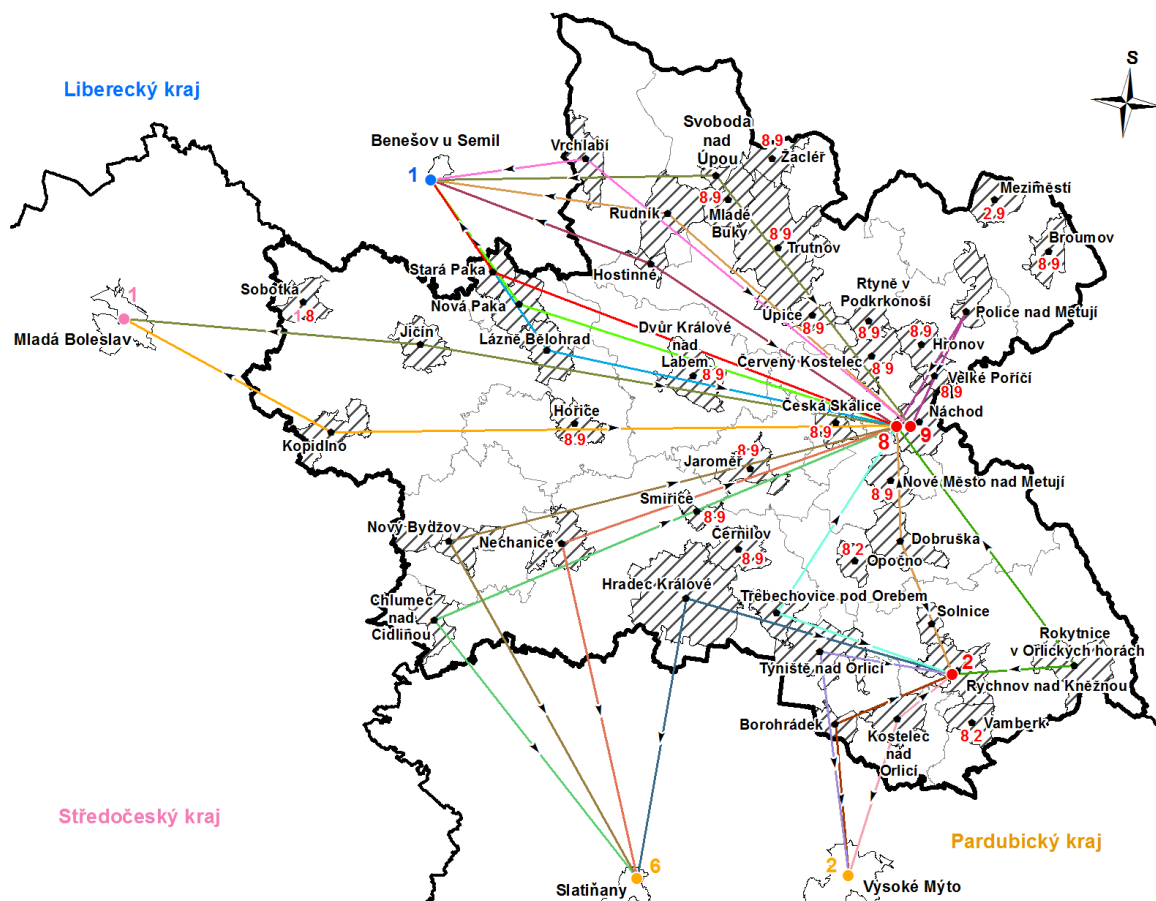 S
Liberecký kraj
Benešov u Semil
1
Vrchlabí
Svoboda
nad
Úpou
8 9
Žacléř
Meziměstí
2 9
8 9
Mladé
Buky
Rudník
8 9
Trutnov
Broumov
8 9
Hostinné
Stará Paka
Sobotka
1 8
Nová Paka
1
Mladá Boleslav
Jičín
Lázně Bělohrad
Dvůr Králové
nad
Labem
8 9
Úpice
8 9
Rtyně v
Podkrkonoší
8 9
Police nad Metují
8 9
Hronov
Červený Kostelec
8 9
Velké Poříčí
8 9
Kopidlno
Hořice
8 9
Česká Skalice
8 9
Náchod
8
9
Jaroměř
8 9
Nové Město nad Metují
8 9
Smiřice
8 9
Nový Bydžov
Nechanice
Černilov
8 9
Dobruška
8 2
Opočno
Hradec Králové
Třebechovice pod Orebem
Chlumec
nad
Cidlinou
Solnice
Rokytnice
v Orlických horách
Týniště nad Orlicí
2
Rychnov nad Kněžnou
Borohrádek
Kostelec
nad
Orlicí
Vamberk
8 2
Středočeský kraj
Pardubický kraj
6
Slatiňany
2
Vysoké Mýto